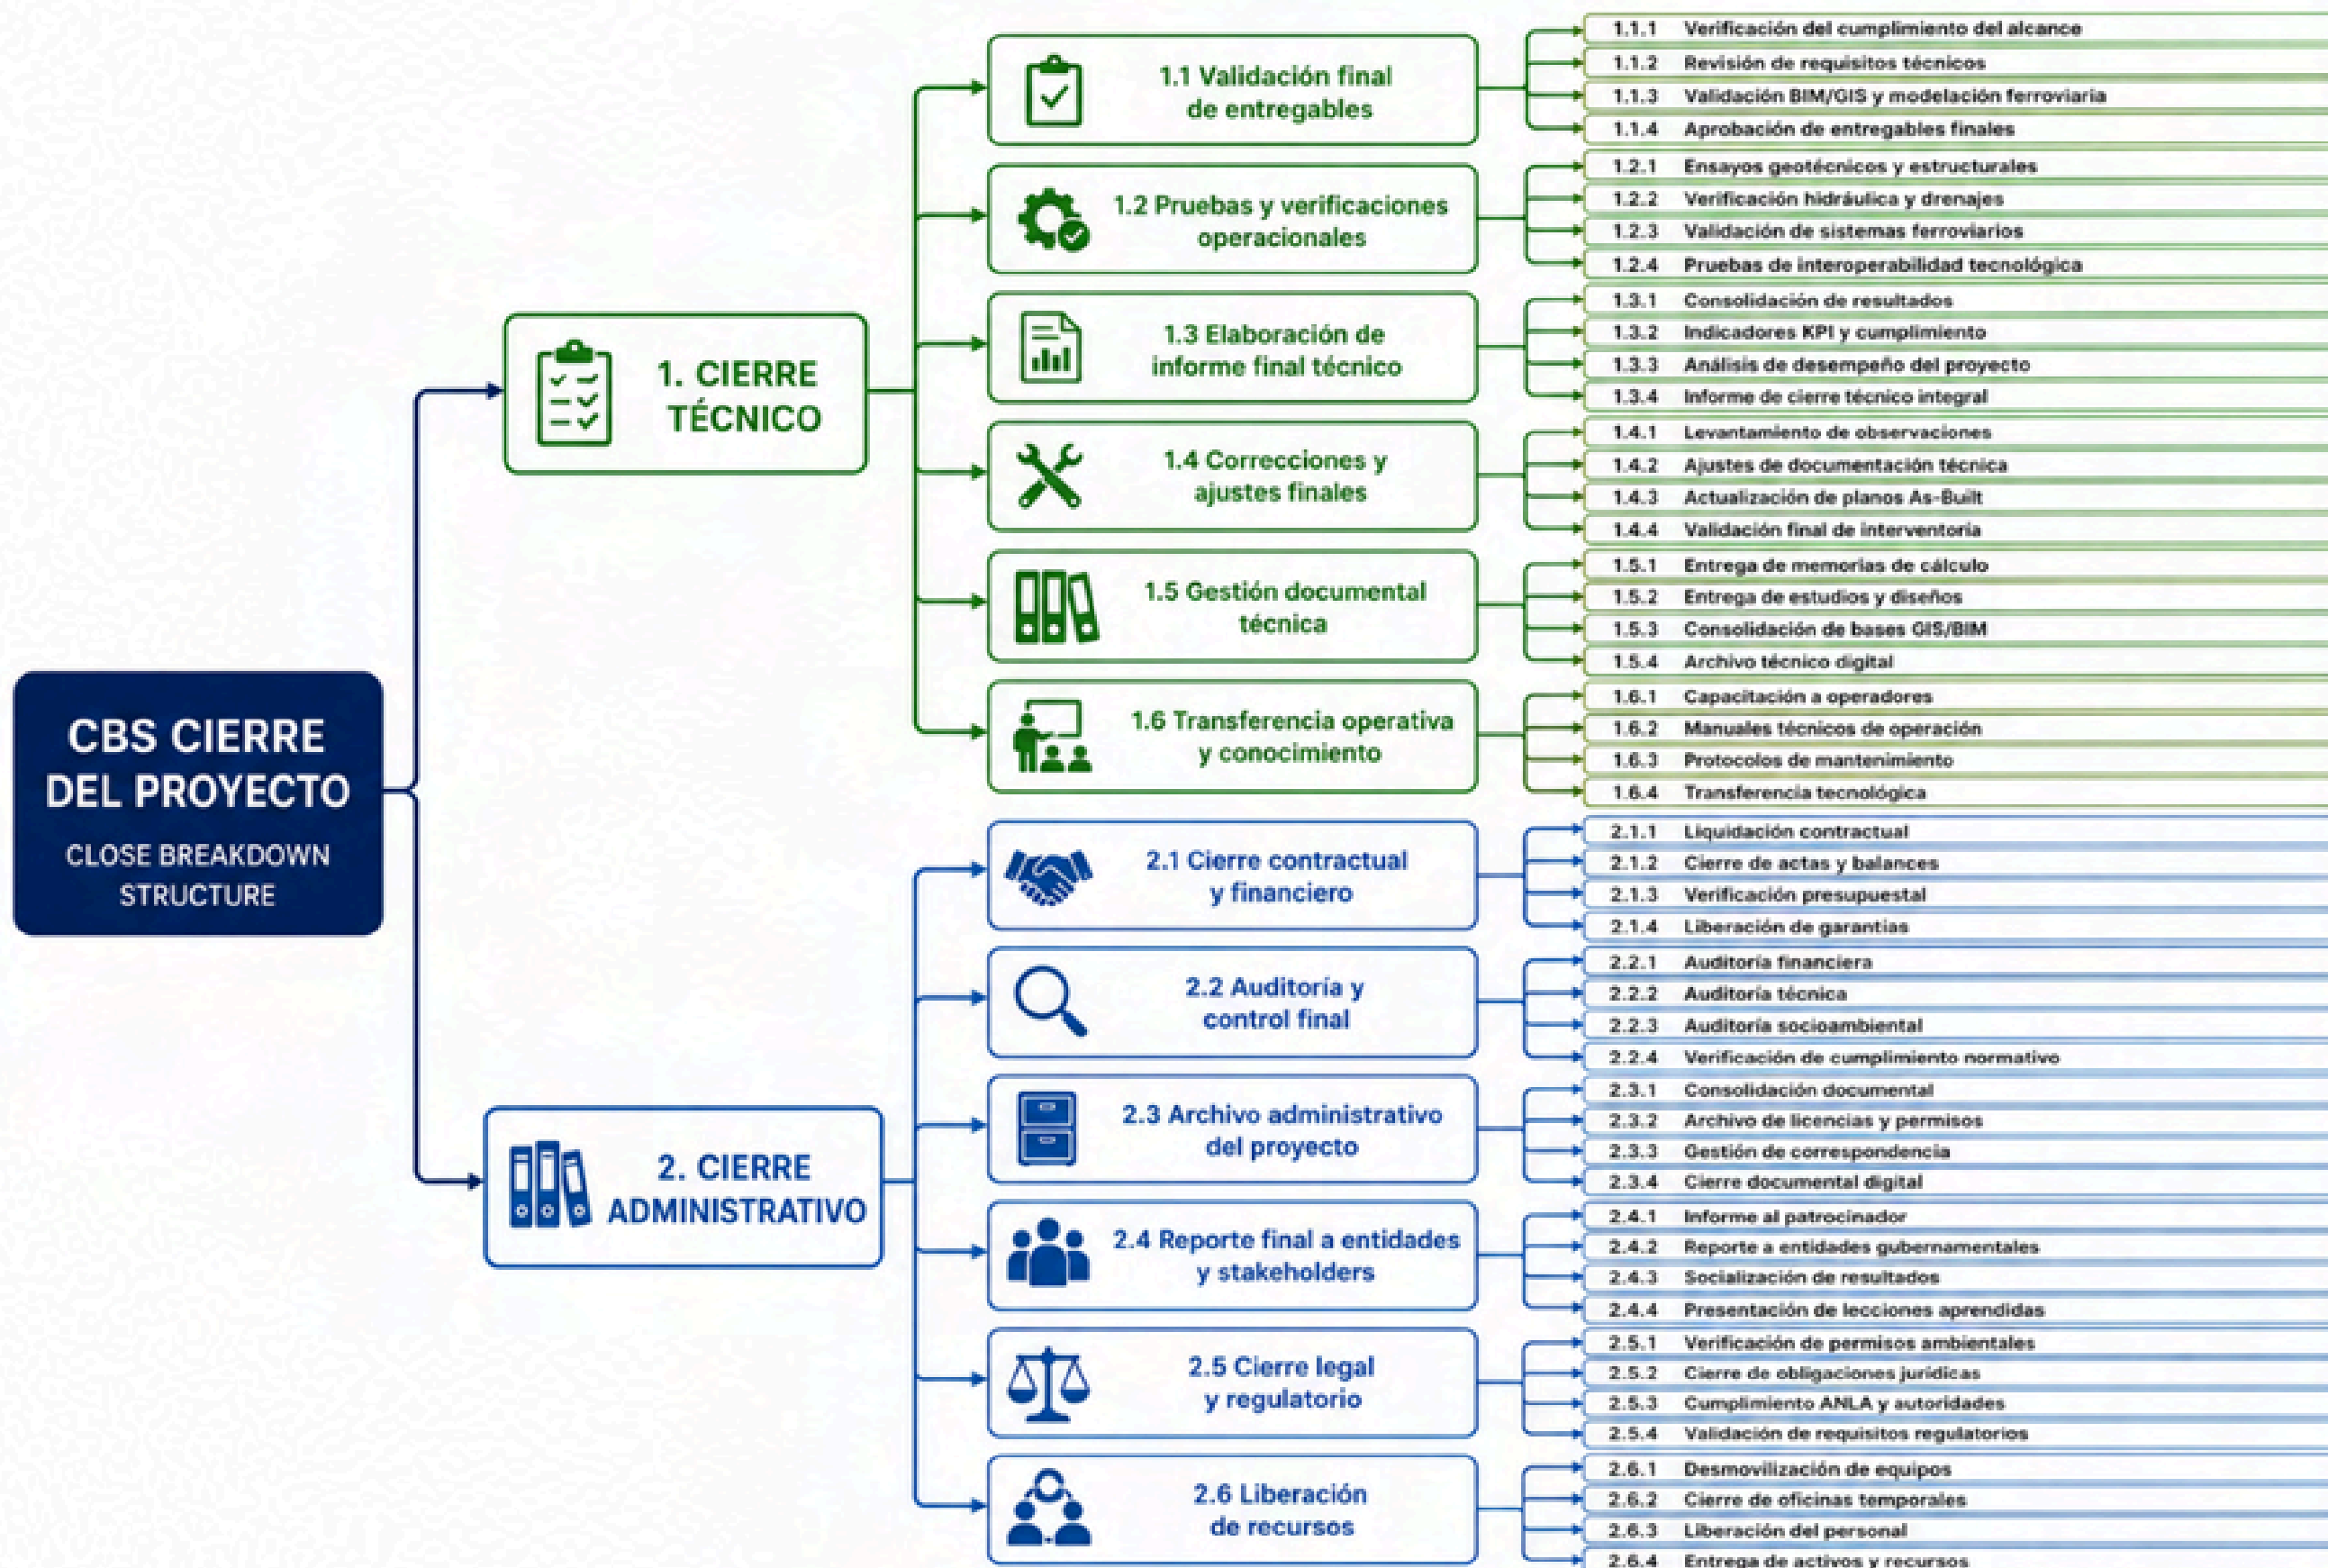 CBS CIERRE
DEL PROYECTO
CLOSE BREAKDOWN
STRUCTURE
1. CIERRE
TÉCNICO
1.1 Validación final
de entregables
1.1.1 Verificación del cumplimiento del alcance
1.1.2 Revisión de requisitos técnicos
1.1.3 Validación BIM/GIS y modelación ferroviaria
1.1.4 Aprobación de entregables finales
1.2 Pruebas y verificaciones
operacionales
1.2.1 Ensayos geotécnicos y estructurales
1.2.2 Verificación hidráulica y drenajes
1.2.3 Validación de sistemas ferroviarios
1.2.4 Pruebas de interoperabilidad tecnológica
1.3 Elaboración de
informe final técnico
1.3.1 Consolidación de resultados
1.3.2 Indicadores KPI y cumplimiento
1.3.3 Análisis de desempeño del proyecto
1.3.4 Informe de cierre técnico integral
1.4 Correcciones y
ajustes finales
1.4.1 Levantamiento de observaciones
1.4.2 Ajustes de documentación técnica
1.4.3 Actualización de planos As-Built
1.4.4 Validación final de interventoría
1.5 Gestión documental
técnica
1.5.1 Entrega de memorias de cálculo
1.5.2 Entrega de estudios y diseños
1.5.3 Consolidación de bases GIS/BIM
1.5.4 Archivo técnico digital
1.6 Transferencia operativa
y conocimiento
1.6.1 Capacitación a operadores
1.6.2 Manuales técnicos de operación
1.6.3 Protocolos de mantenimiento
1.6.4 Transferencia tecnológica
2. CIERRE
ADMINISTRATIVO
2.1 Cierre contractual
y financiero
2.1.1 Liquidación contractual
2.1.2 Cierre de actas y balances
2.1.3 Verificación presupuestal
2.1.4 Liberación de garantías
2.2 Auditoría y
control final
2.2.1 Auditoría financiera
2.2.2 Auditoría técnica
2.2.3 Auditoría socioambiental
2.2.4 Verificación de cumplimiento normativo
2.3 Archivo administrativo
del proyecto
2.3.1 Consolidación documental
2.3.2 Archivo de licencias y permisos
2.3.3 Gestión de correspondencia
2.3.4 Cierre documental digital
2.4 Reporte final a entidades
y stakeholders
2.4.1 Informe al patrocinador
2.4.2 Reporte a entidades gubernamentales
2.4.3 Socialización de resultados
2.4.4 Presentación de lecciones aprendidas
2.5 Cierre legal
y regulatorio
2.5.1 Verificación de permisos ambientales
2.5.2 Cierre de obligaciones jurídicas
2.5.3 Cumplimiento ANLA y autoridades
2.5.4 Validación de requisitos regulatorios
2.6 Liberación
de recursos
2.6.1 Desmovilización de equipos
2.6.2 Cierre de oficinas temporales
2.6.3 Liberación del personal
2.6.4 Entrega de activos y recursos